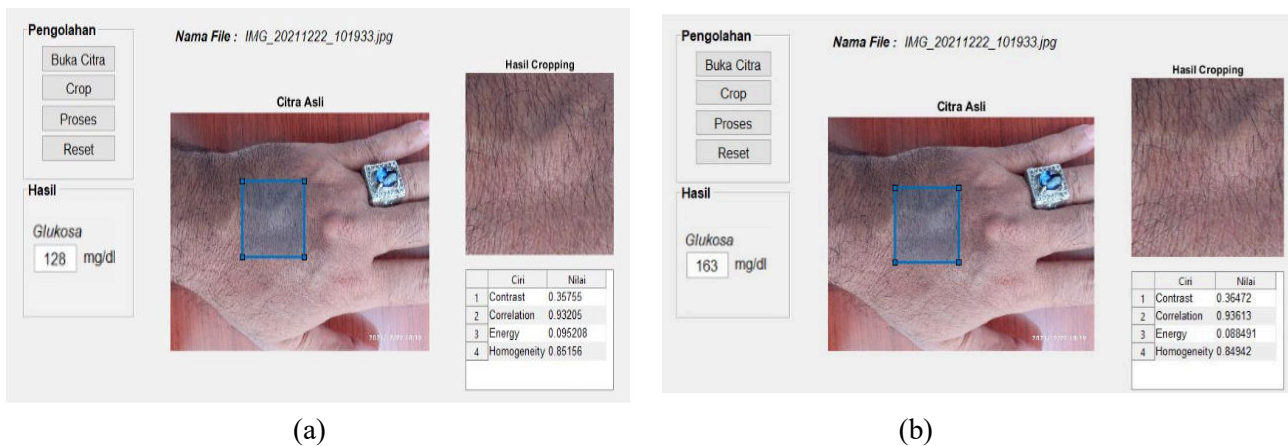 Pengolahan
Nama File : IMG_20211222_101933.jpg
Buka Citra
Crop
Proses
Reset
Hasil
Glukosa
128 mg/dl
Citra Asli
Hasil Cropping
Ciri Nilai
1 Contrast 0.35755
2 Correlation 0.93205
3 Energy 0.095208
4 Homogeneity 0.85156
(a)
Pengolahan
Nama File : IMG_20211222_101933.jpg
Buka Citra
Crop
Proses
Reset
Hasil
Glukosa
163 mg/dl
Citra Asli
Hasil Cropping
Ciri Nilai
1 Contrast 0.36472
2 Correlation 0.93613
3 Energy 0.088491
4 Homogeneity 0.84942
(b)